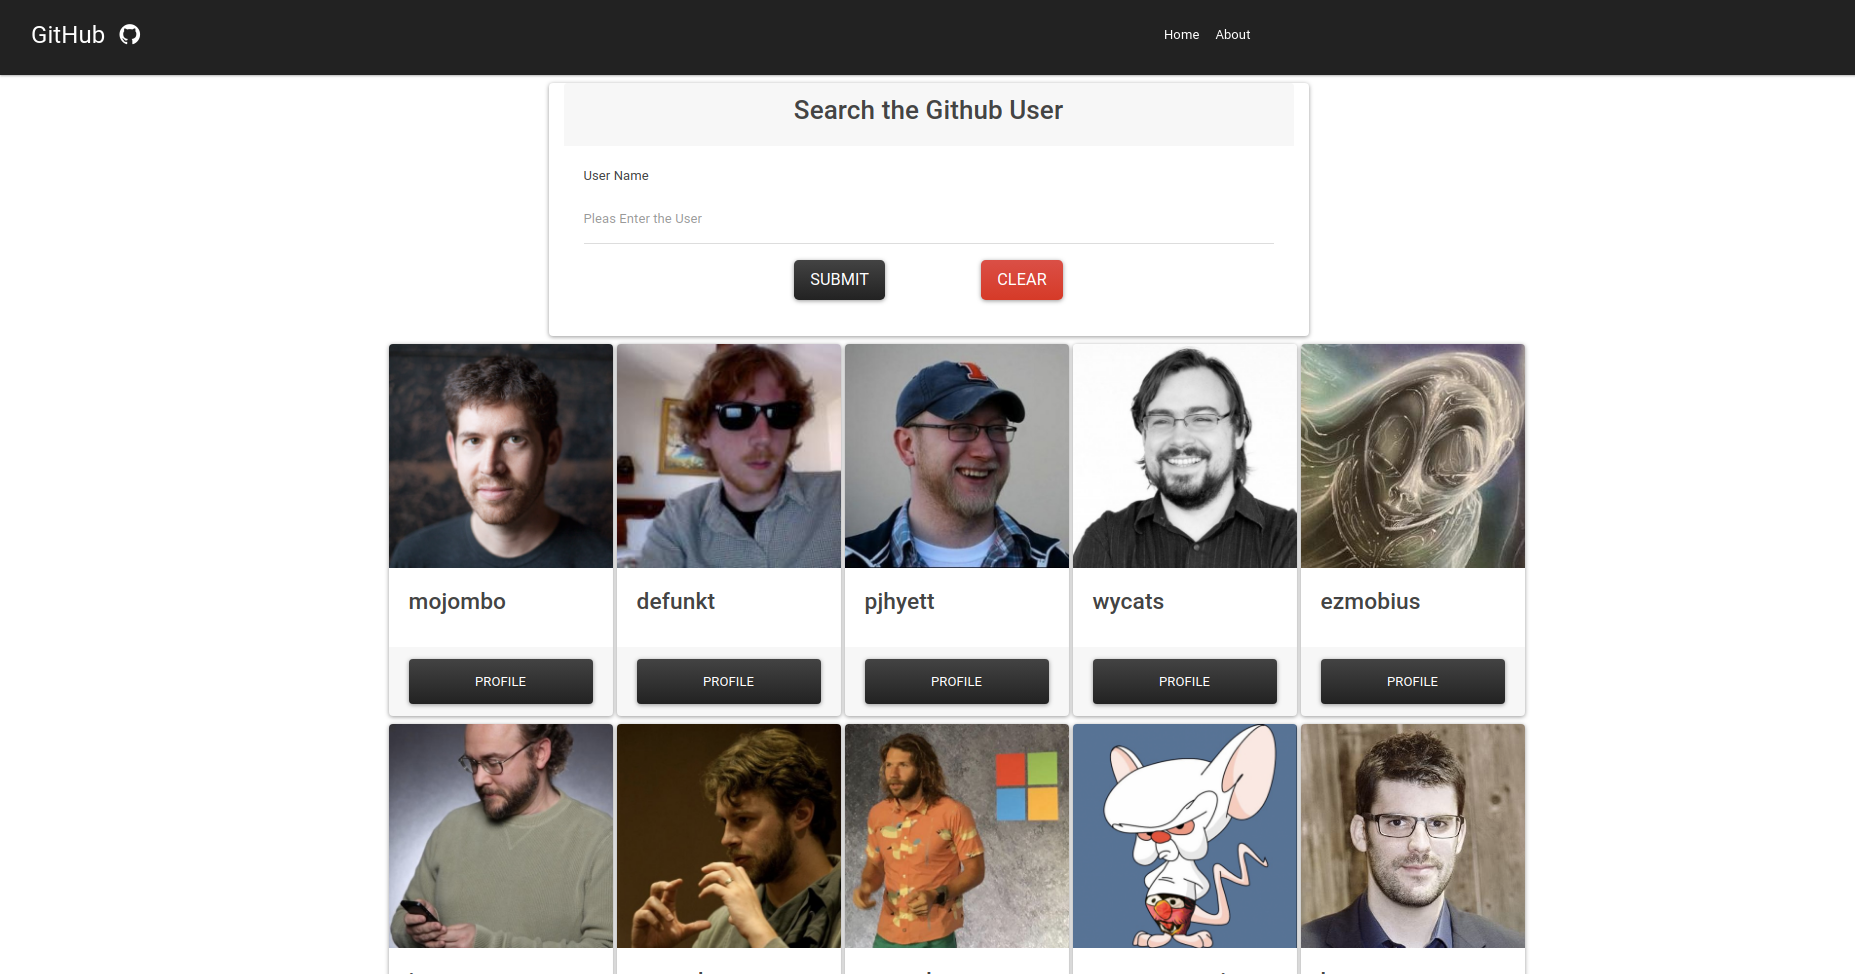 GitHub
Home About
Search the Github User
User Name
Pleas Enter the User
SUBMIT CLEAR
mojombo defunkt pjhyett wycats ezmobius
PROFILE PROFILE PROFILE PROFILE PROFILE